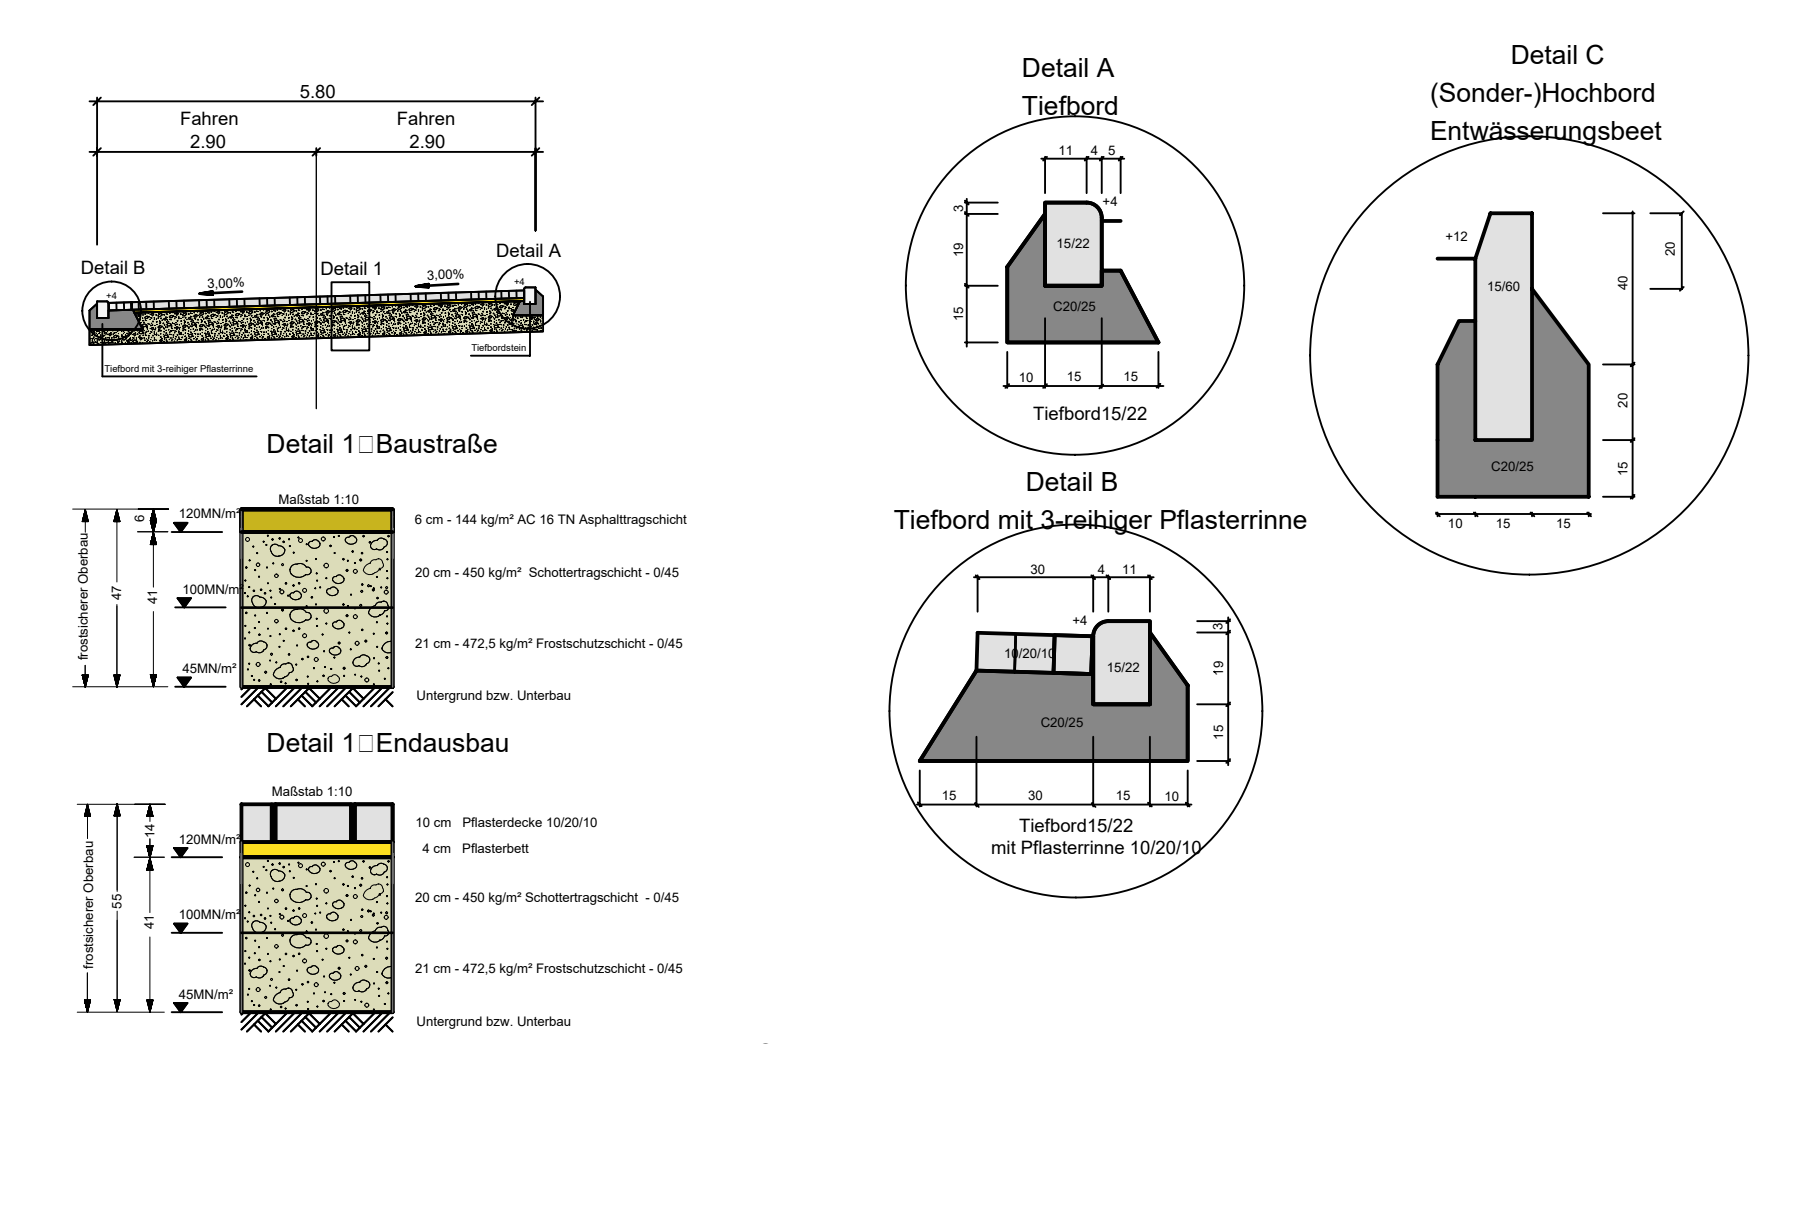 5.80
Fahren
Fahren
2.90
2.90
Detail B
Detail 1
Detail A
3,00%
3,00%
+4
+4
Tiefbordstein
Tiefbord mit 3-reihiger Pflasterrinne
Detail 1□Baustraße
Maßstab 1:10
frostsicherer Oberbau
47
6
41
120MN/m²
100MN/m²
45MN/m²
6 cm - 144 kg/m² AC 16 TN Asphalttragschicht
20 cm - 450 kg/m² Schottertragschicht - 0/45
21 cm - 472,5 kg/m² Frostschutzschicht - 0/45
Untergrund bzw. Unterbau
Detail 1□Endausbau
Maßstab 1:10
frostsicherer Oberbau
55
14
41
120MN/m²
100MN/m²
45MN/m²
10 cm Pflasterdecke 10/20/10
4 cm Pflasterbett
20 cm - 450 kg/m² Schottertragschicht - 0/45
21 cm - 472,5 kg/m² Frostschutzschicht - 0/45
Untergrund bzw. Unterbau
Detail A
Tiefbord
11 4 5
+4
3
19
15
15/22
C20/25
10 15 15
Tiefbord15/22
Detail B
Tiefbord mit 3-reihiger Pflasterrinne
30 4 11
+4
10/20/10
15/22
C20/25
3
19
15
15 30 15 10
Tiefbord15/22
mit Pflasterrinne 10/20/10
Detail C
(Sonder-)Hochbord
Entwässerungsbeet
+12
15/60
C20/25
20
40
20
15
10 15 15